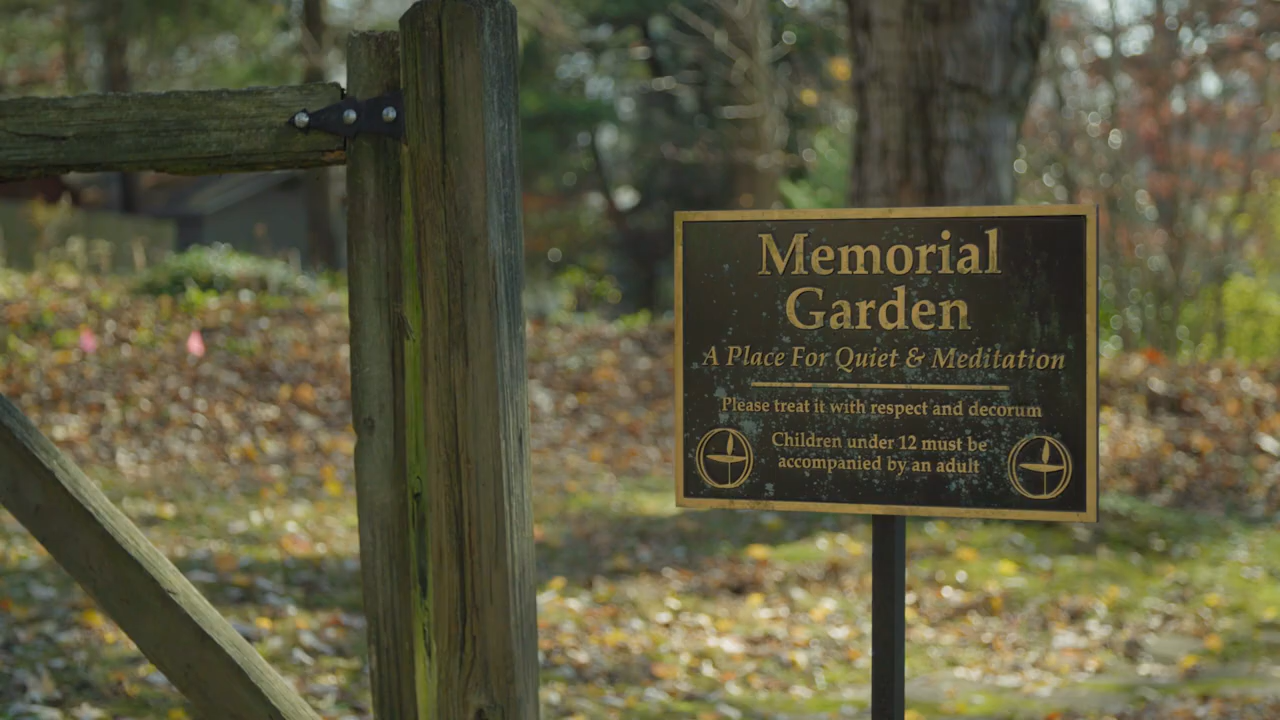 Memorial
Garden
A Place For Quiet & Meditation
Please treat it with respect and decorum
Children under 12 must be
accompanied by an adult